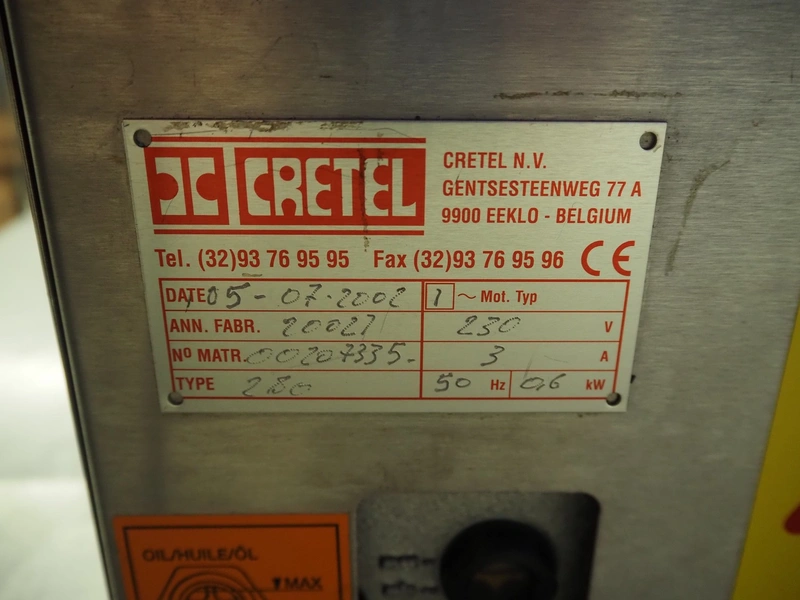 CRETEL
CRETEL N.V.
GENTSESTEENWEG 77 A
9900 EEKLO - BELGIUM
Tel. (32)93 76 95 95 Fax (32)93 76 95 96 CE
DATE 05-07-2002 1 ~ Mot. Typ
ANN. FABR. 20027 230 V
Nº MATR. 00207335- 3 A
TYPE 280 50 Hz 0,6 kW
OIL/HUILE/ÖL
MAX